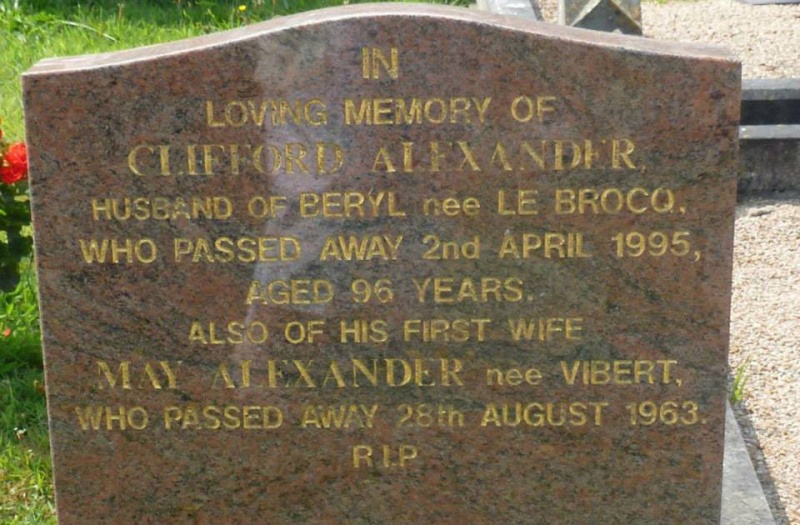 IN
LOVING MEMORY OF
CLIFFORD ALEXANDER,
HUSBAND OF BERYL nee LE BROCQ,
WHO PASSED AWAY 2nd APRIL 1995,
AGED 96 YEARS.
ALSO OF HIS FIRST WIFE
MAY ALEXANDER nee VIBERT,
WHO PASSED AWAY 28th AUGUST 1963.
R.I.P